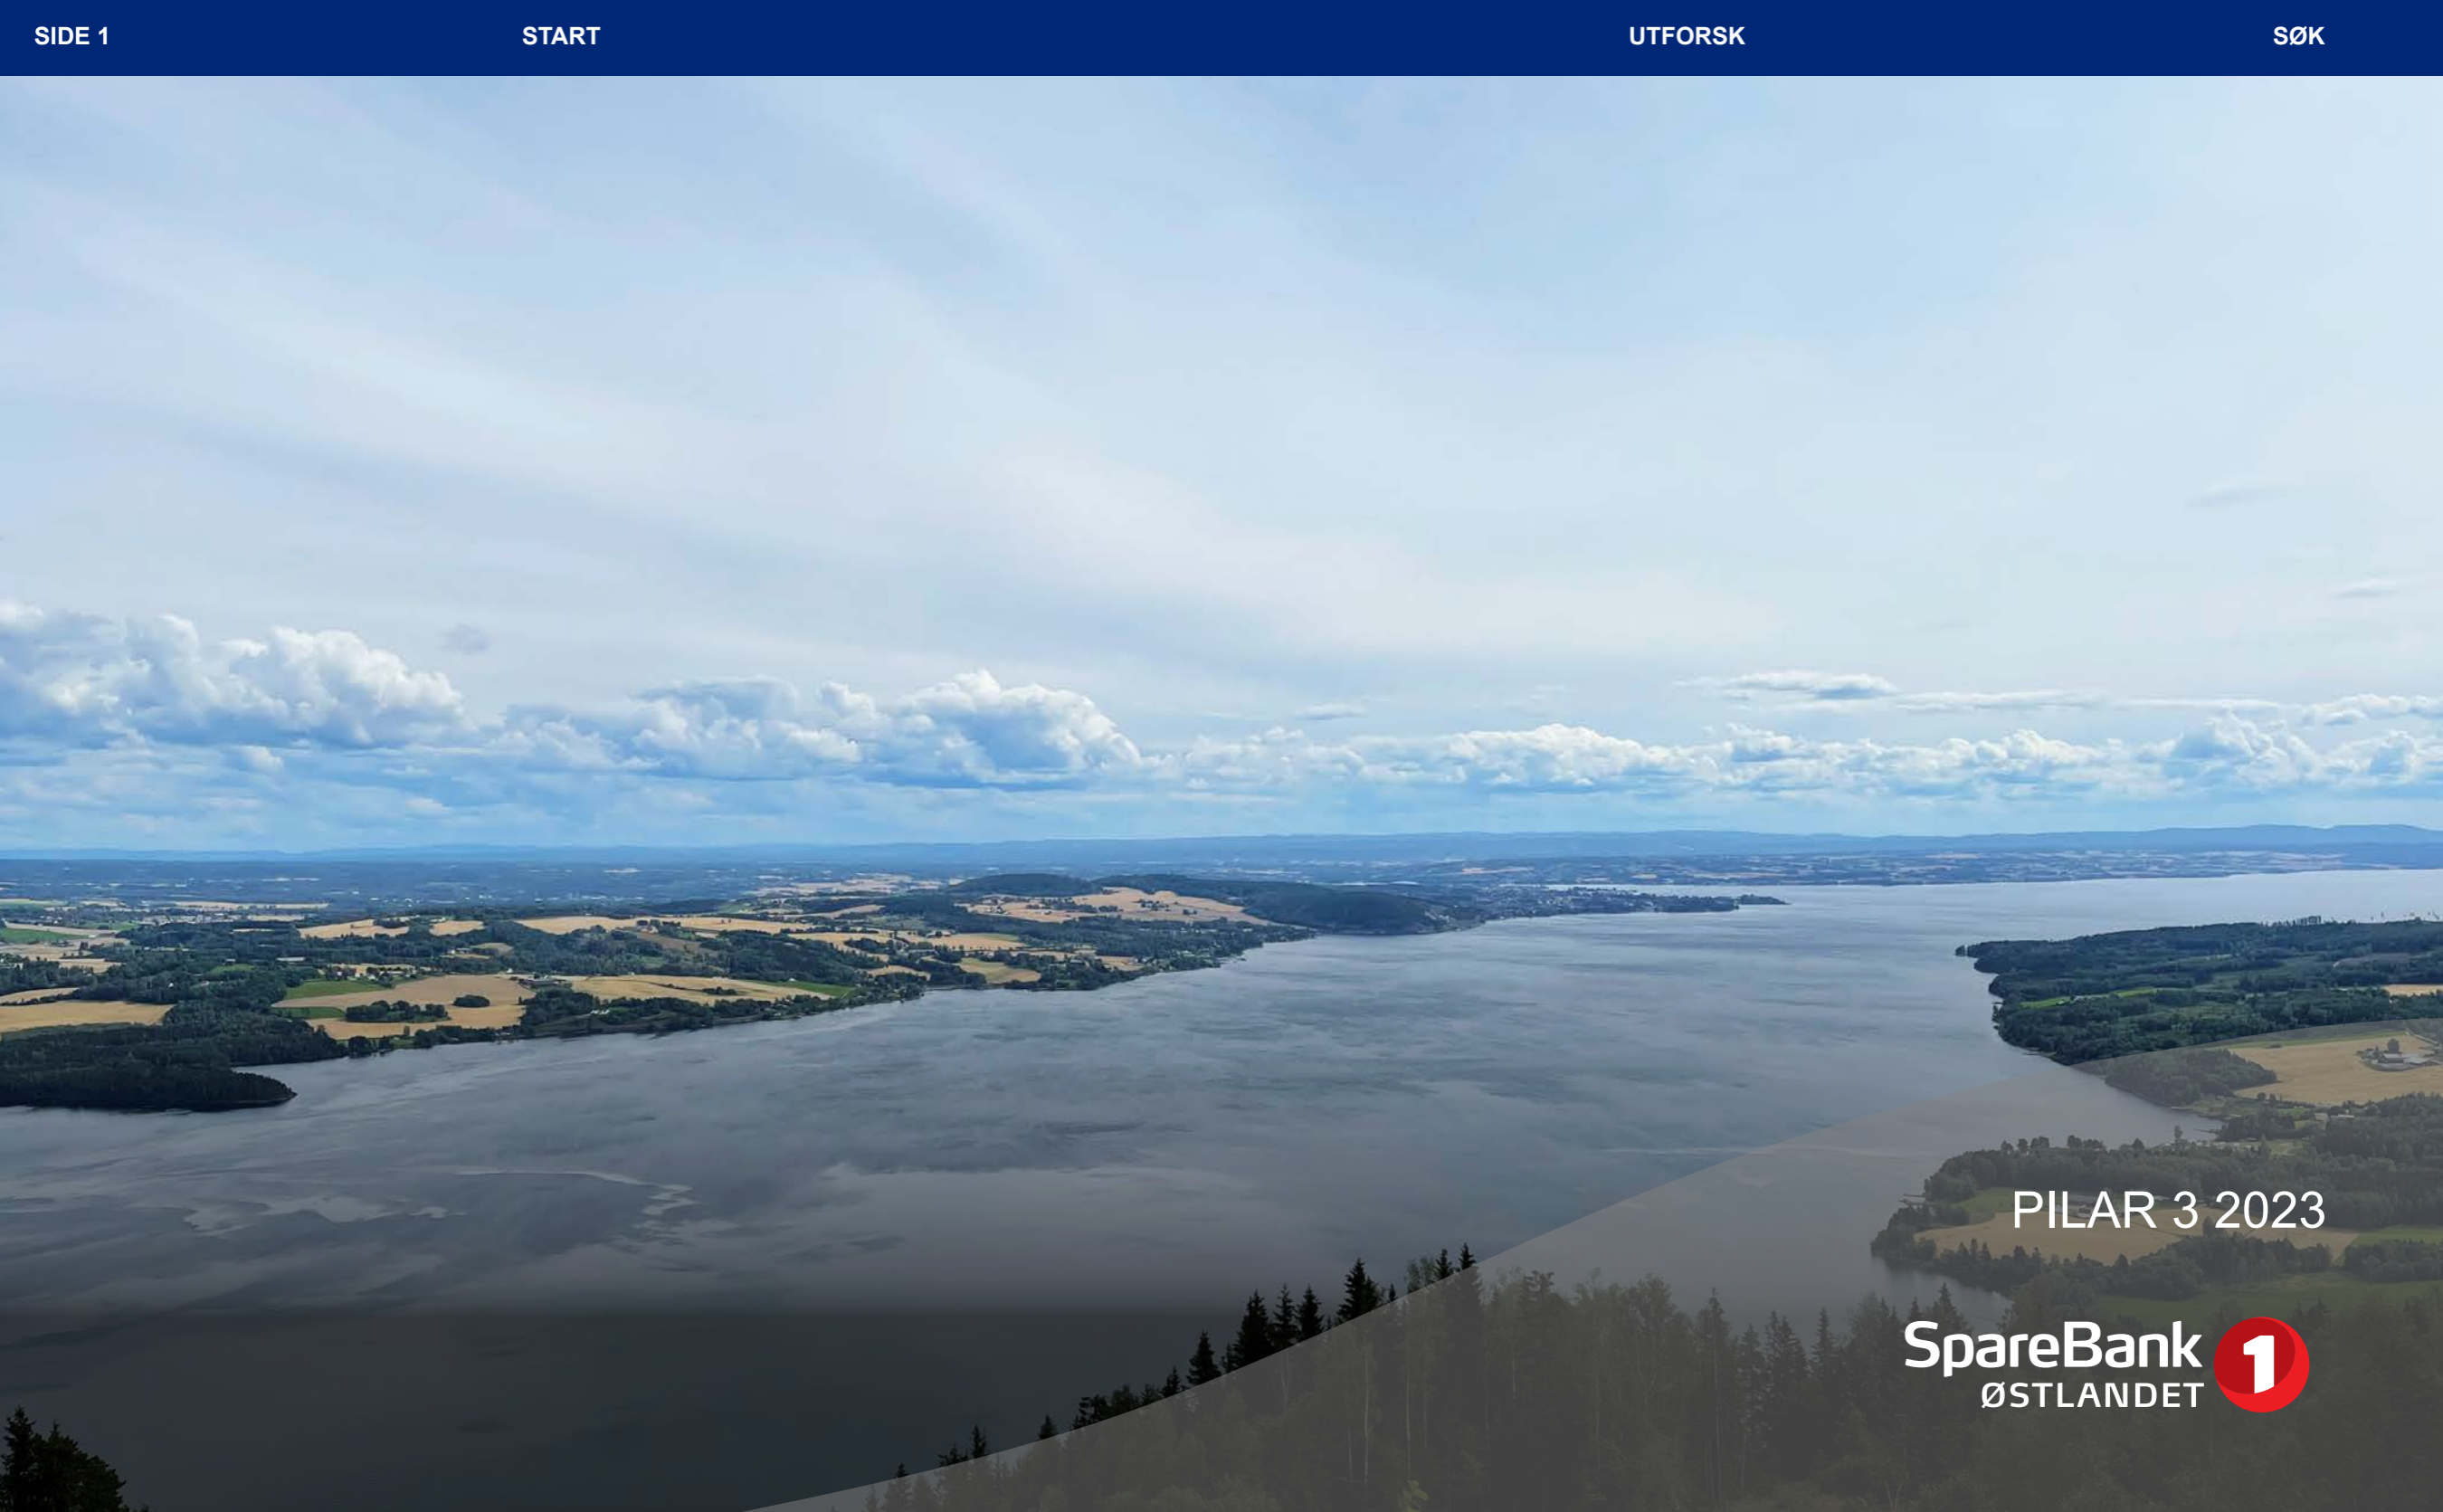 SIDE 1
START
UTFORSK
SØK
PILAR 3 2023
SpareBank 1
ØSTLANDET